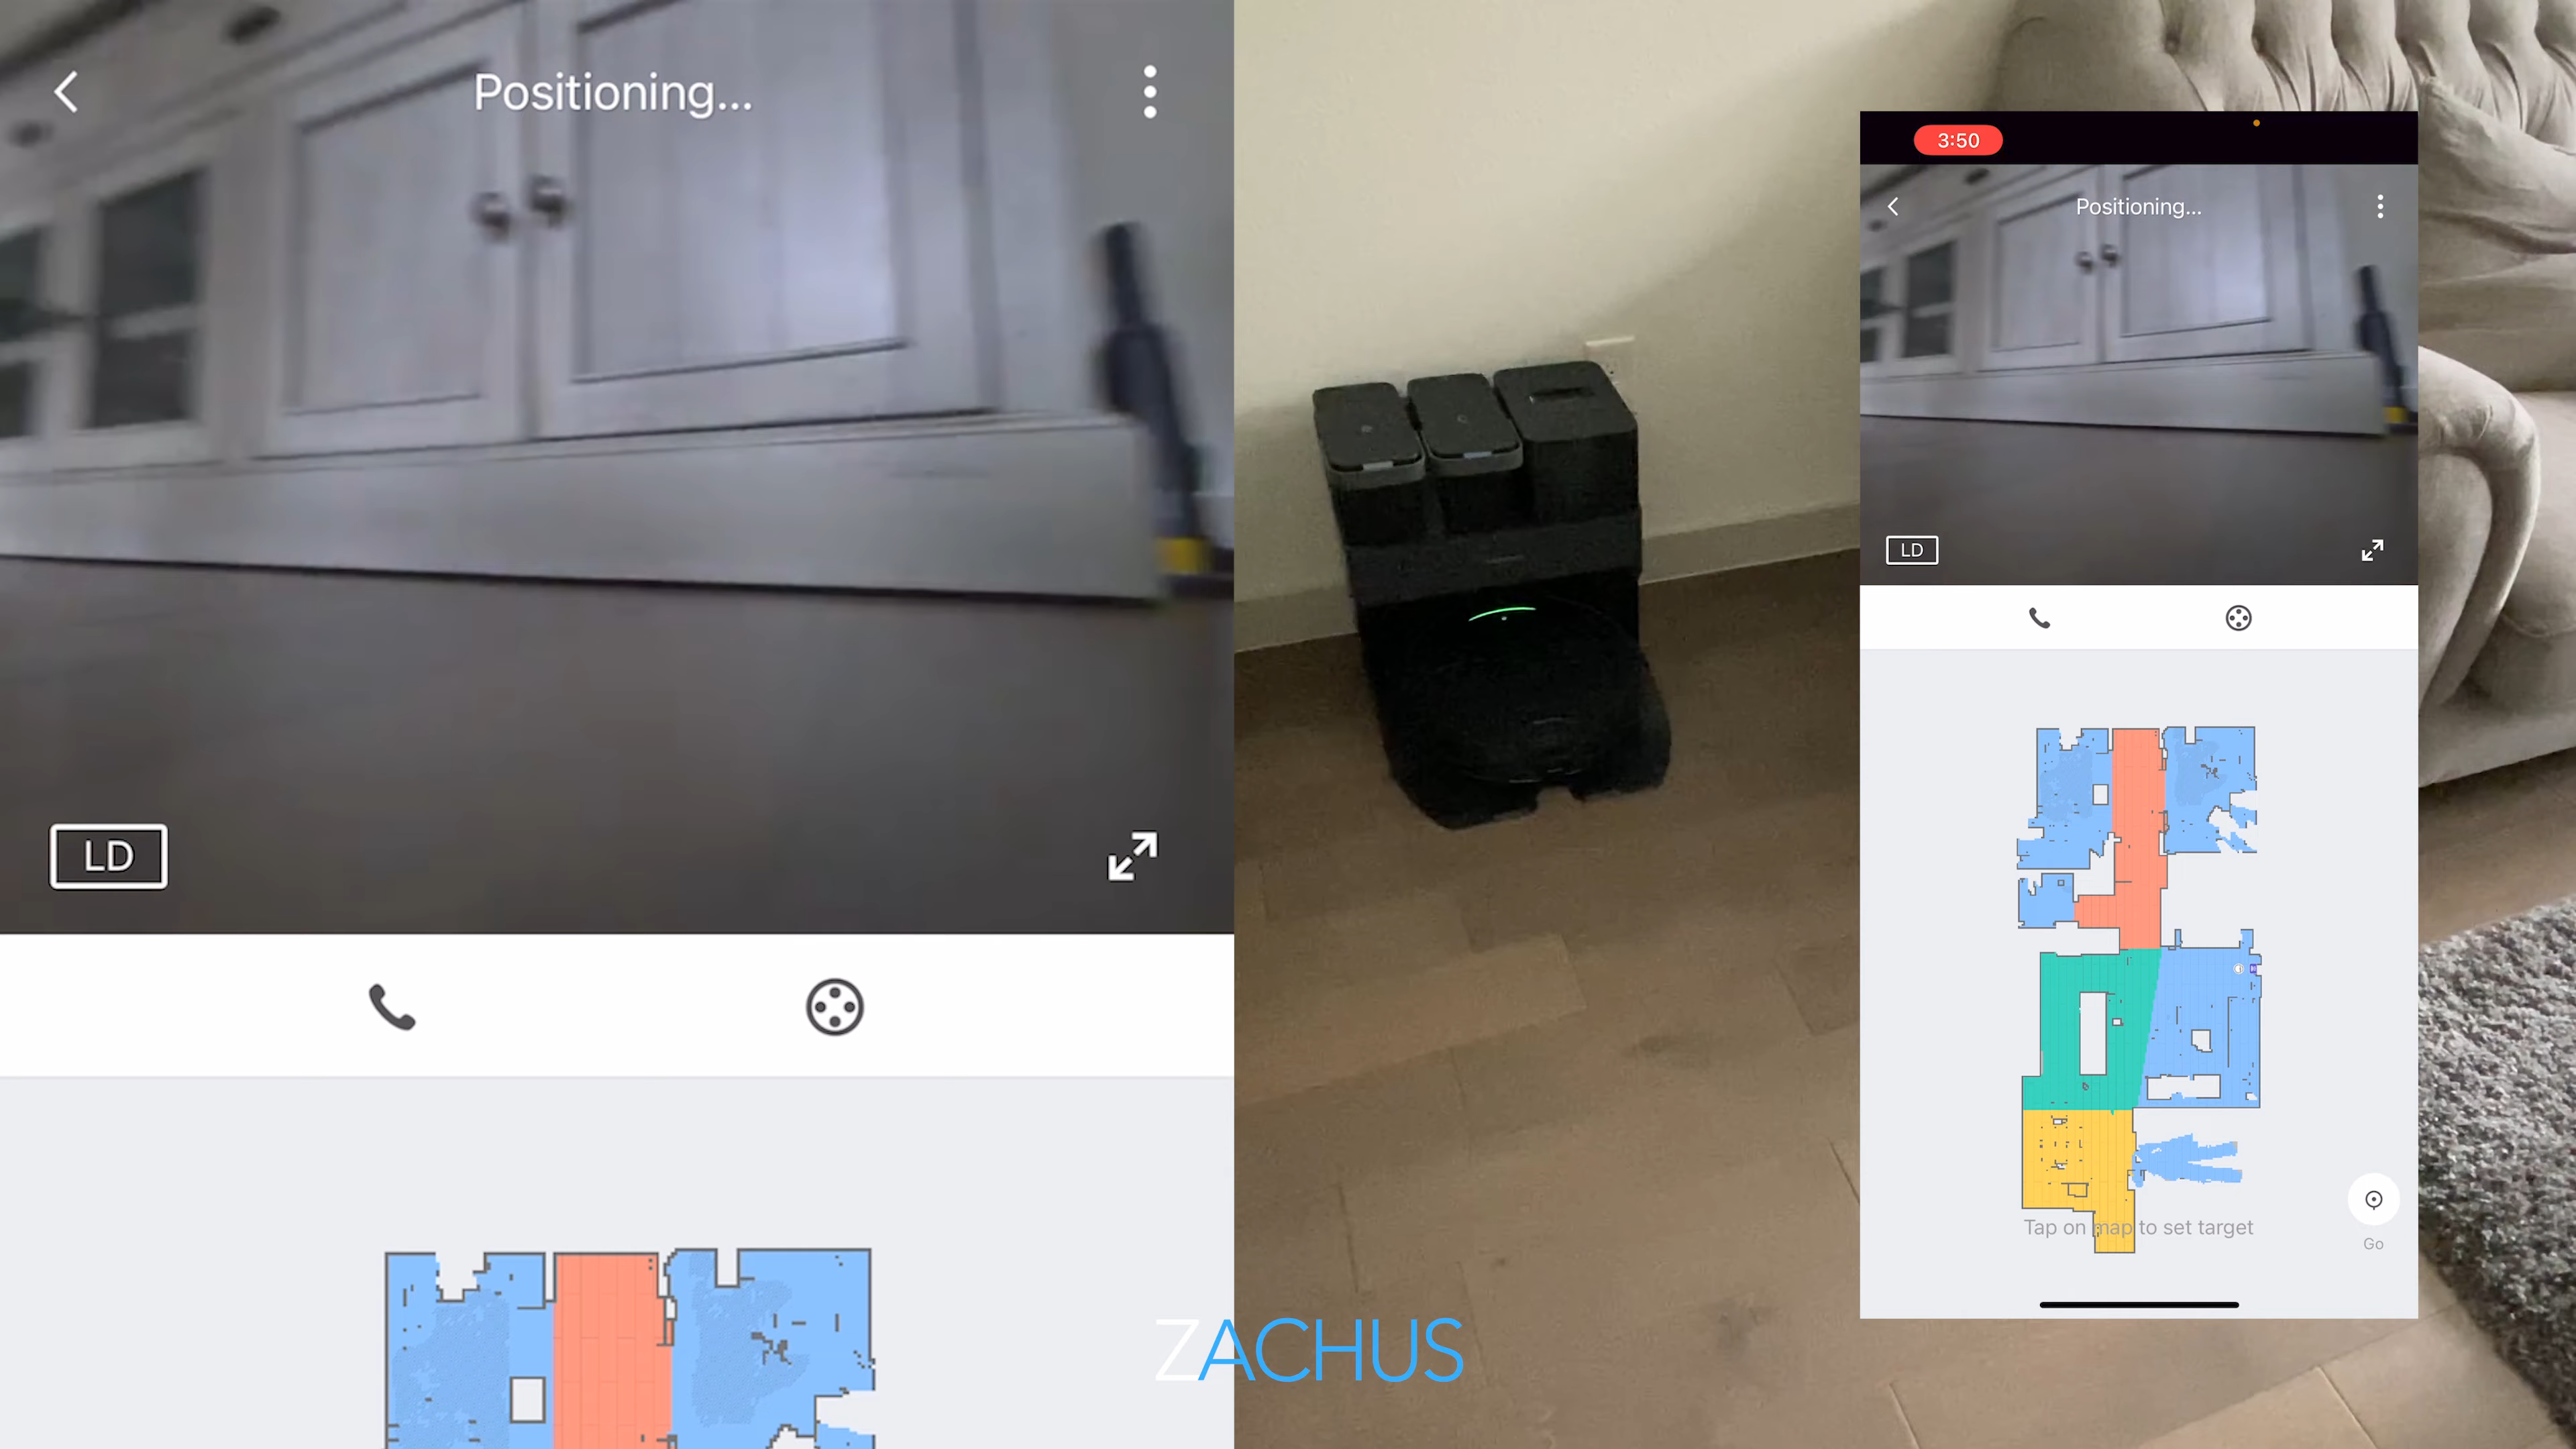 Positioning...
LD
ZACHUS
3:50
Positioning...
LD
Tap on map to set target
Go